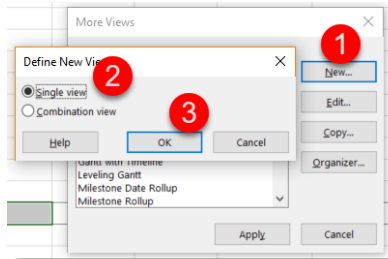 More Views
1
Define New Vie
2
New...
Single view
Edit...
Combination view
3
Copy...
Help
OK
Cancel
Organizer...
Gantt with Timeline
Leveling Gantt
Milestone Date Rollup
Milestone Rollup
Apply
Cancel